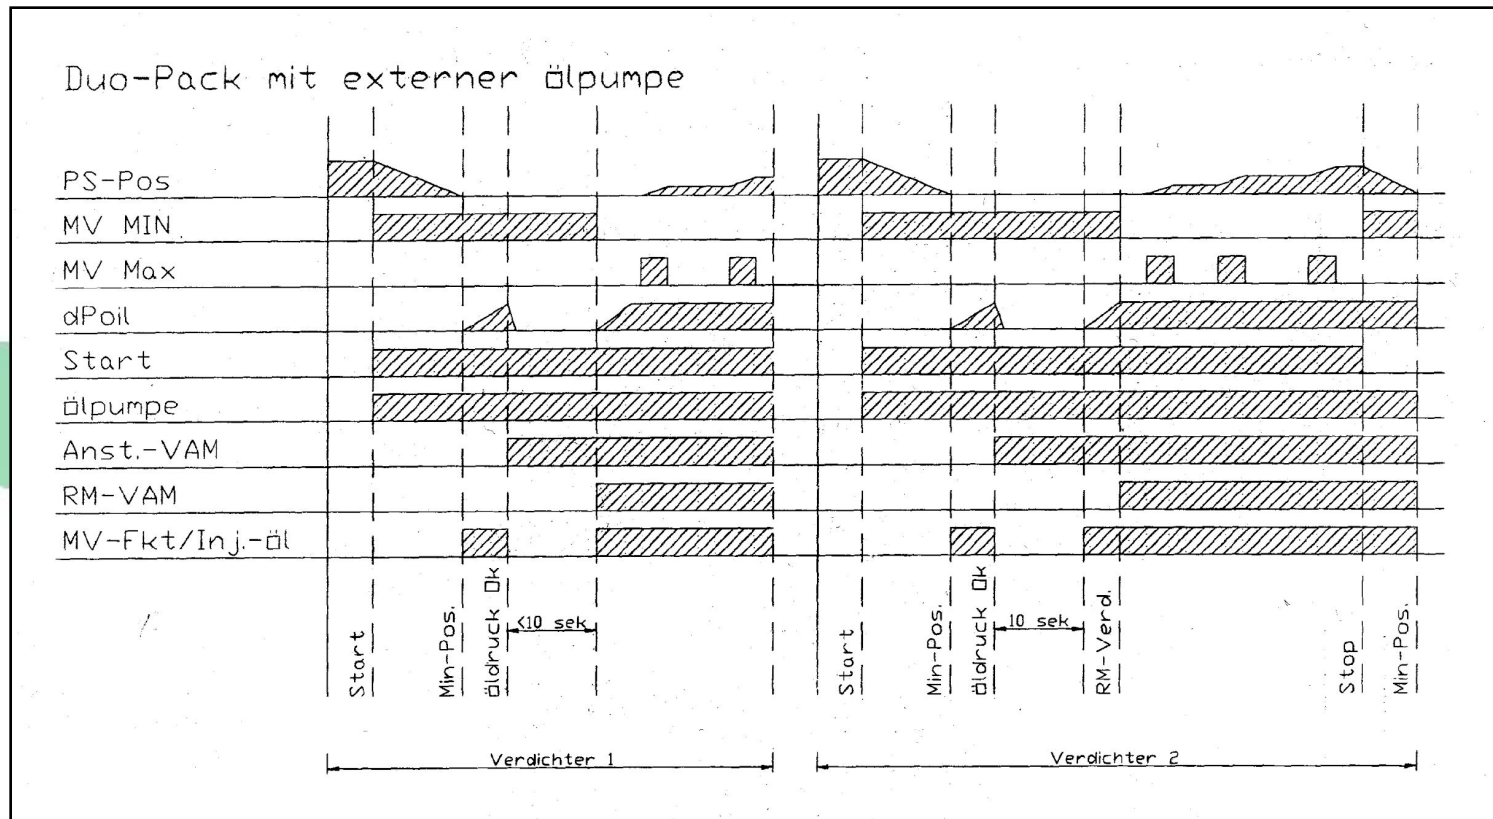 Duo-Pack mit externer ölpumpe
PS-Pos
MV MIN
MV Max
dPoil
Start
ölpumpe
Anst.-VAM
RM-VAM
MV-Fkt/Inj.-öl
Start
Min-Pos.
öldruck Ok
<10 sek
Start
Min-Pos.
öldruck Ok
10 sek
RM-Verd.
Stop
Min-Pos.
Verdichter 1
Verdichter 2